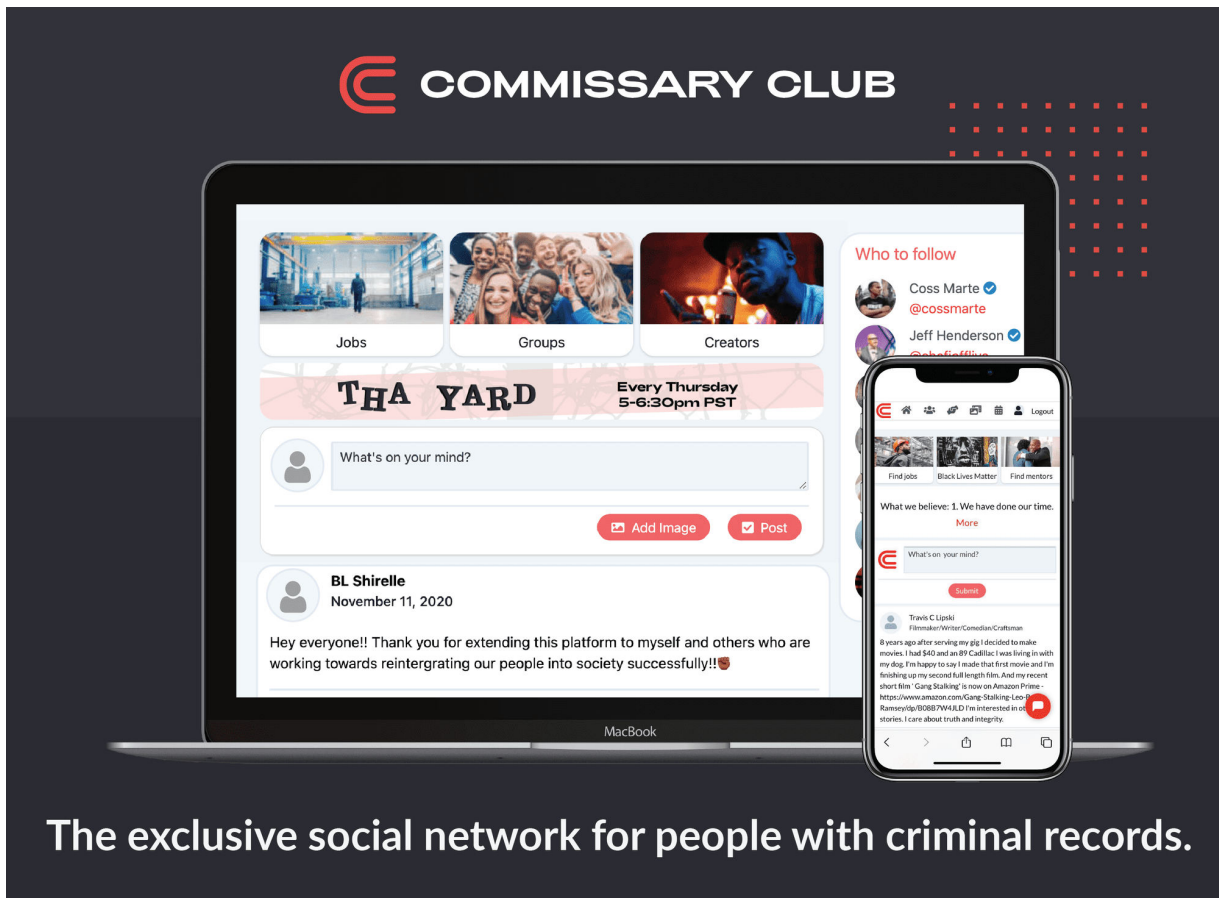 COMMISSARY CLUB
Jobs
Groups
Creators
THA YARD
Every Thursday
5-6:30pm PST
What's on your mind?
Add Image
Post
BL Shirelle
November 11, 2020
Hey everyone!! Thank you for extending this platform to myself and others who are
working towards reintergrating our people into society successfully!!
Who to follow
Coss Marte
@cossmarte
Jeff Henderson
Logout
Find jobs
Black Lives Matter
Find mentors
What we believe: 1. We have done our time.
More
What's on your mind?
Submit
Travis C Lipski
Filmmaker/Writer/Comedian/Craftsman
8 years ago after serving my gig I decided to make
movies. I had $40 and an 89 Cadillac I was living in with
my dog. I'm happy to say I made that first movie and I'm
finishing up my second full length film. And my recent
short film ' Gang Stalking' is now on Amazon Prime -
https://www.amazon.com/Gang-Stalking-Leo-
Ramsey/dp/B08B7W4JLD I'm interested in
stories. I care about truth and integrity.
MacBook
The exclusive social network for people with criminal records.